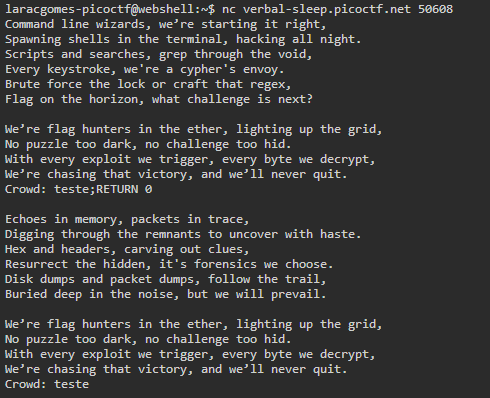 laracgomes-picoctf@webshell:~$ nc verbal-sleep.picoctf.net 50608
Command line wizards, we’re starting it right,
Spawning shells in the terminal, hacking all night.
Scripts and searches, grep through the void,
Every keystroke, we're a cypher's envoy.
Brute force the lock or craft that regex,
Flag on the horizon, what challenge is next?

We’re flag hunters in the ether, lighting up the grid,
No puzzle too dark, no challenge too hid.
With every exploit we trigger, every byte we decrypt,
We’re chasing that victory, and we’ll never quit.
Crowd: teste;RETURN 0

Echoes in memory, packets in trace,
Digging through the remnants to uncover with haste.
Hex and headers, carving out clues,
Resurrect the hidden, it's forensics we choose.
Disk dumps and packet dumps, follow the trail,
Buried deep in the noise, but we will prevail.

We’re flag hunters in the ether, lighting up the grid,
No puzzle too dark, no challenge too hid.
With every exploit we trigger, every byte we decrypt,
We’re chasing that victory, and we’ll never quit.
Crowd: teste